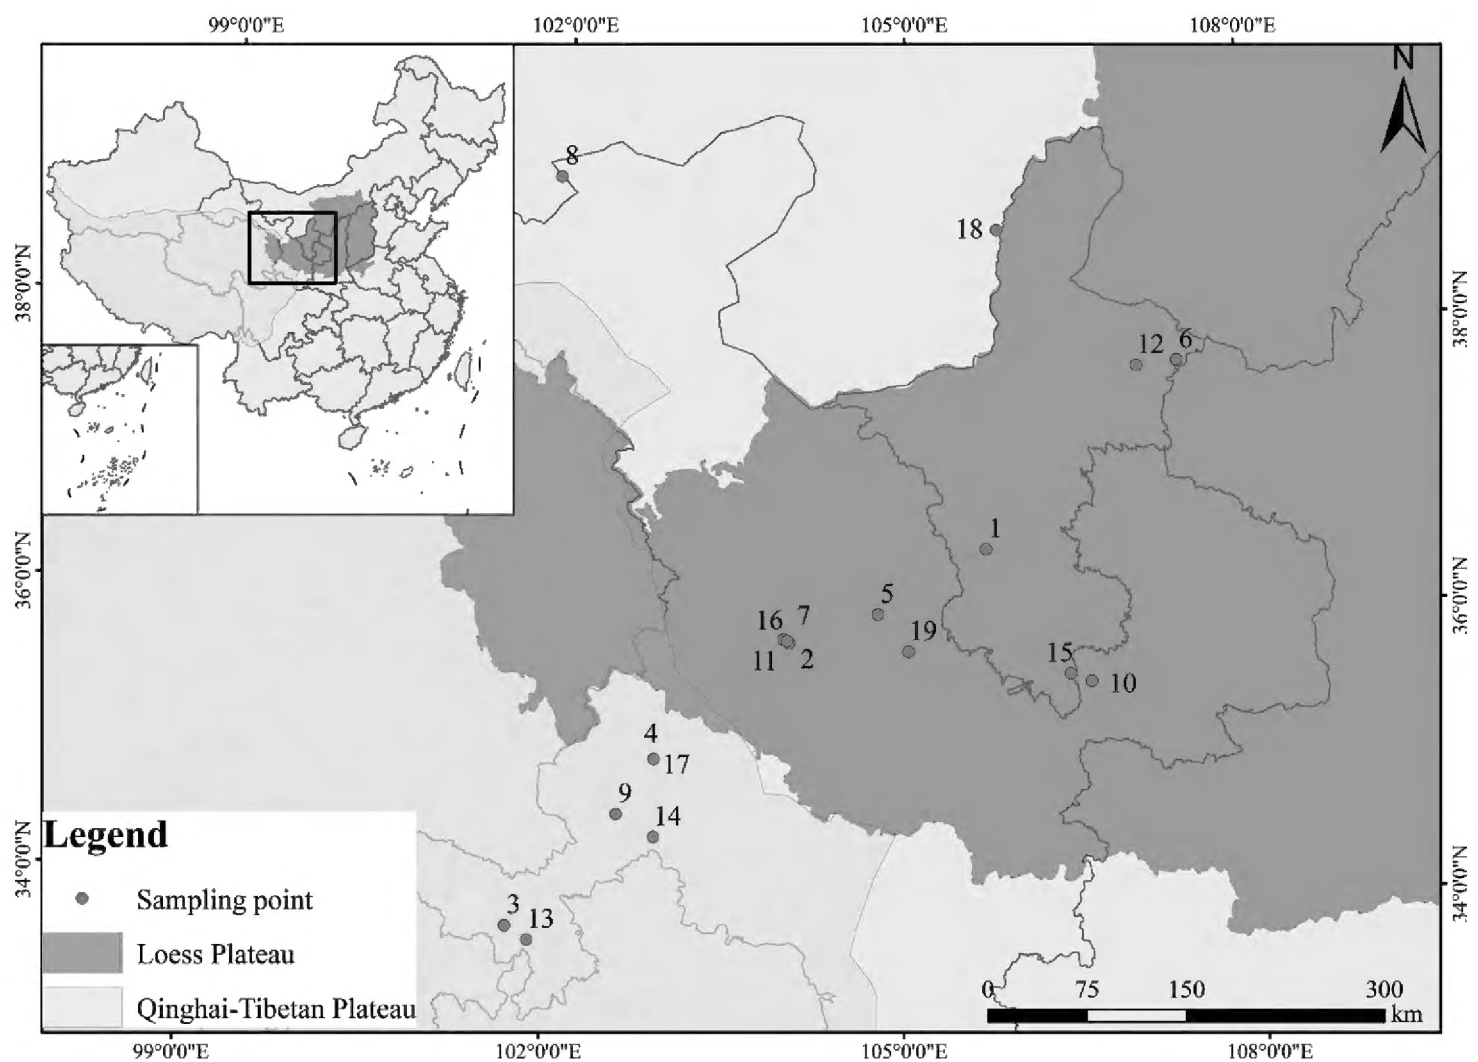 99°0'0"E 102°0'0"E 105°0'0"E 108°0'0"E
N
8
18
38°0'0"N
38°0'0"N
12 6
1
36°0'0"N
36°0'0"N
5
7
16
19
11 2
15
10
4
17
9
14
34°0'0"N
34°0'0"N
3
13
Legend
Sampling point
Loess Plateau
Qinghai-Tibetan Plateau
0 75 150 300
km
99°0'0"E 102°0'0"E 105°0'0"E 108°0'0"E